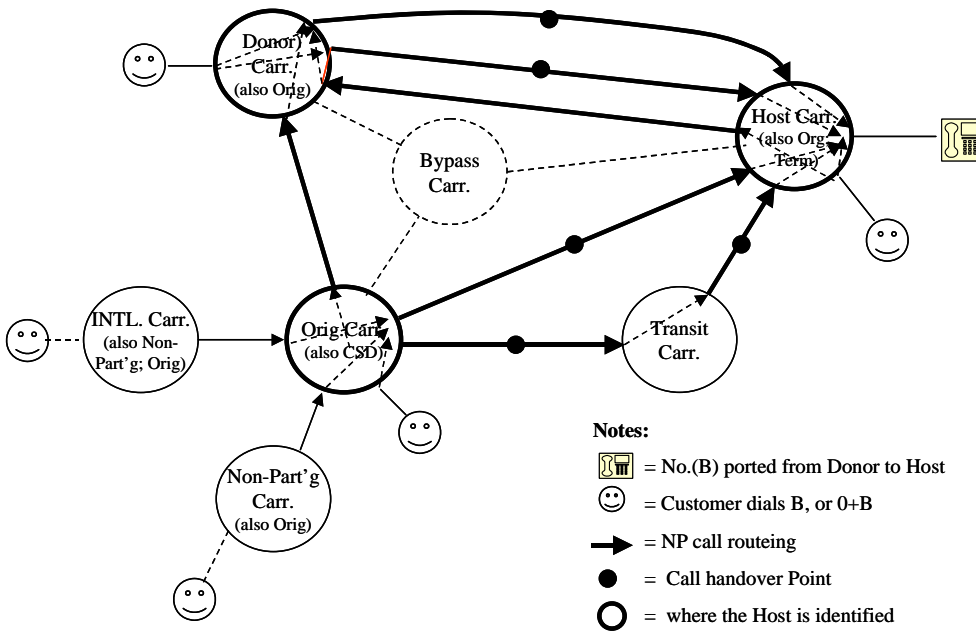 Donor
Carr.
(also Orig)
Host Carr.
(also Org,
Term)
Bypass
Carr.
INTL. Carr.
(also Non-
Part'g; Orig)
Orig.Carr.
(also CSD)
Transit
Carr.
Non-Part'g
Carr.
(also Orig)
Notes:
= No.(B) ported from Donor to Host
= Customer dials B, or 0+B
= NP call routeing
= Call handover Point
= where the Host is identified